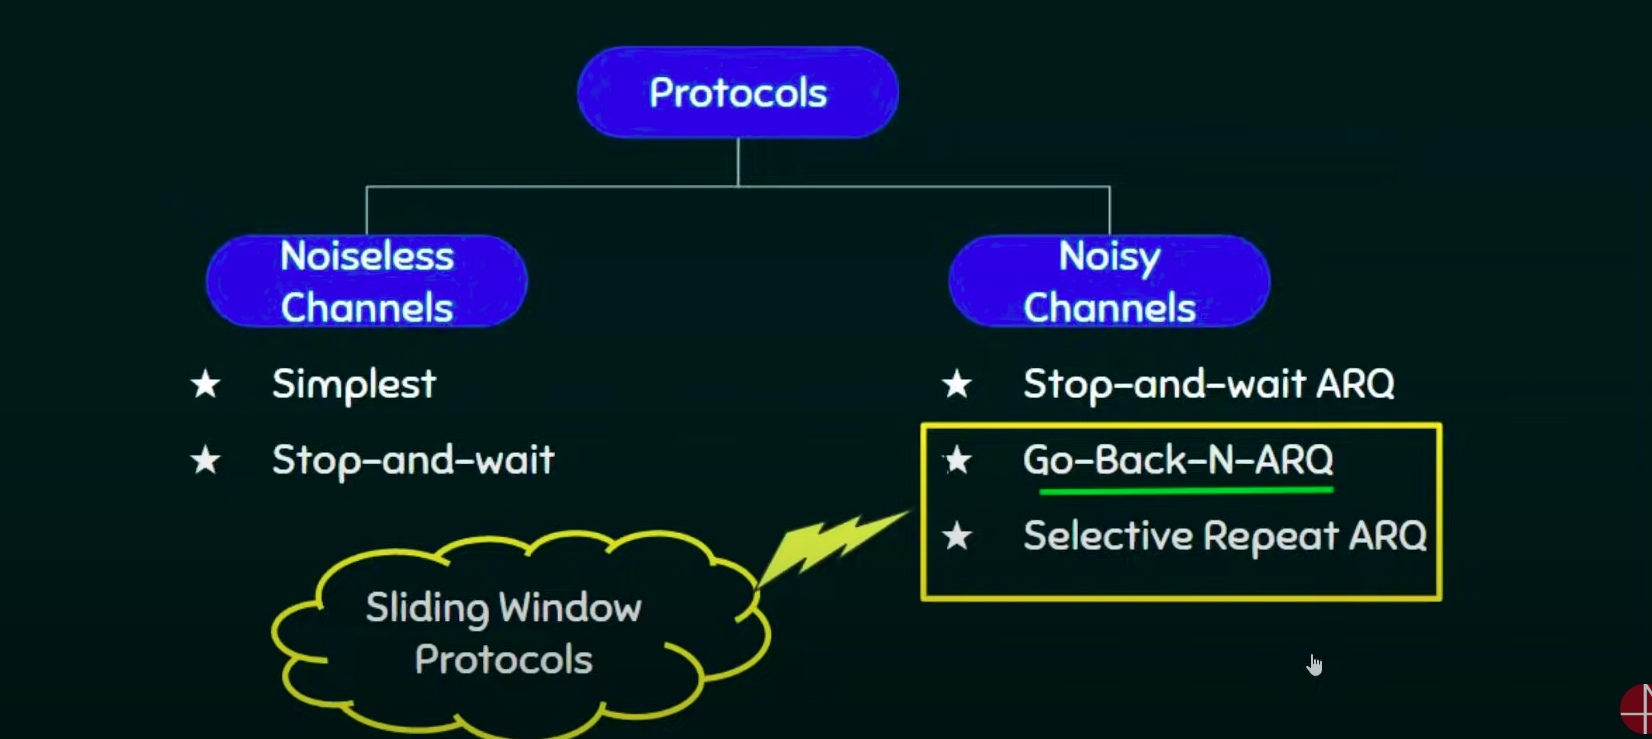 Protocols
Noiseless
Channels
Noisy
Channels
★ Simplest
★ Stop-and-wait
★ Stop-and-wait ARQ
★ Go-Back-N-ARQ
★ Selective Repeat ARQ
Sliding Window
Protocols